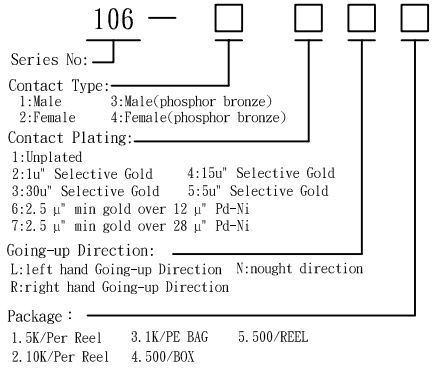 106 — □ □ □ □
Series No:
Contact Type:
1:Male 3:Male(phosphor bronze)
2:Female 4:Female(phosphor bronze)
Contact Plating:
1:Unplated
2:1u" Selective Gold 4:15u" Selective Gold
3:30u" Selective Gold 5:5u" Selective Gold
6:2.5 μ" min gold over 12 μ" Pd-Ni
7:2.5 μ" min gold over 28 μ" Pd-Ni
Going-up Direction:
L:left hand Going-up Direction N:nought direction
R:right hand Going-up Direction
Package：
1.5K/Per Reel 3.1K/PE BAG 5.500/REEL
2.10K/Per Reel 4.500/BOX